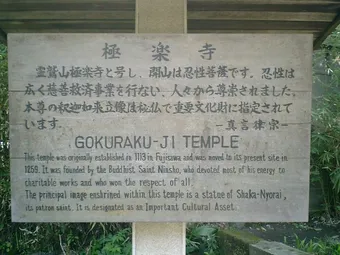 極楽寺
霊鷲山極楽寺と号し、開山は忍性菩薩です。忍性は
広く慈善救済事業を行ない、人々から尊崇されました。
本尊の釈迦如来立像は秘仏で重要文化財に指定されて
います。 －真言律宗－
GOKURAKU-JI TEMPLE
This temple was originally established in 1113 in Fujisawa and was moved to its present site in
1259. It was founded by the Buddhist, Saint Ninsho, who devoted most of his energy to
charitable works and who won the respect of all.
The principal image enshrined within this temple is a statue of Shaka-Nyorai,
its patron saint. It is designated as an Important Cultural Asset.